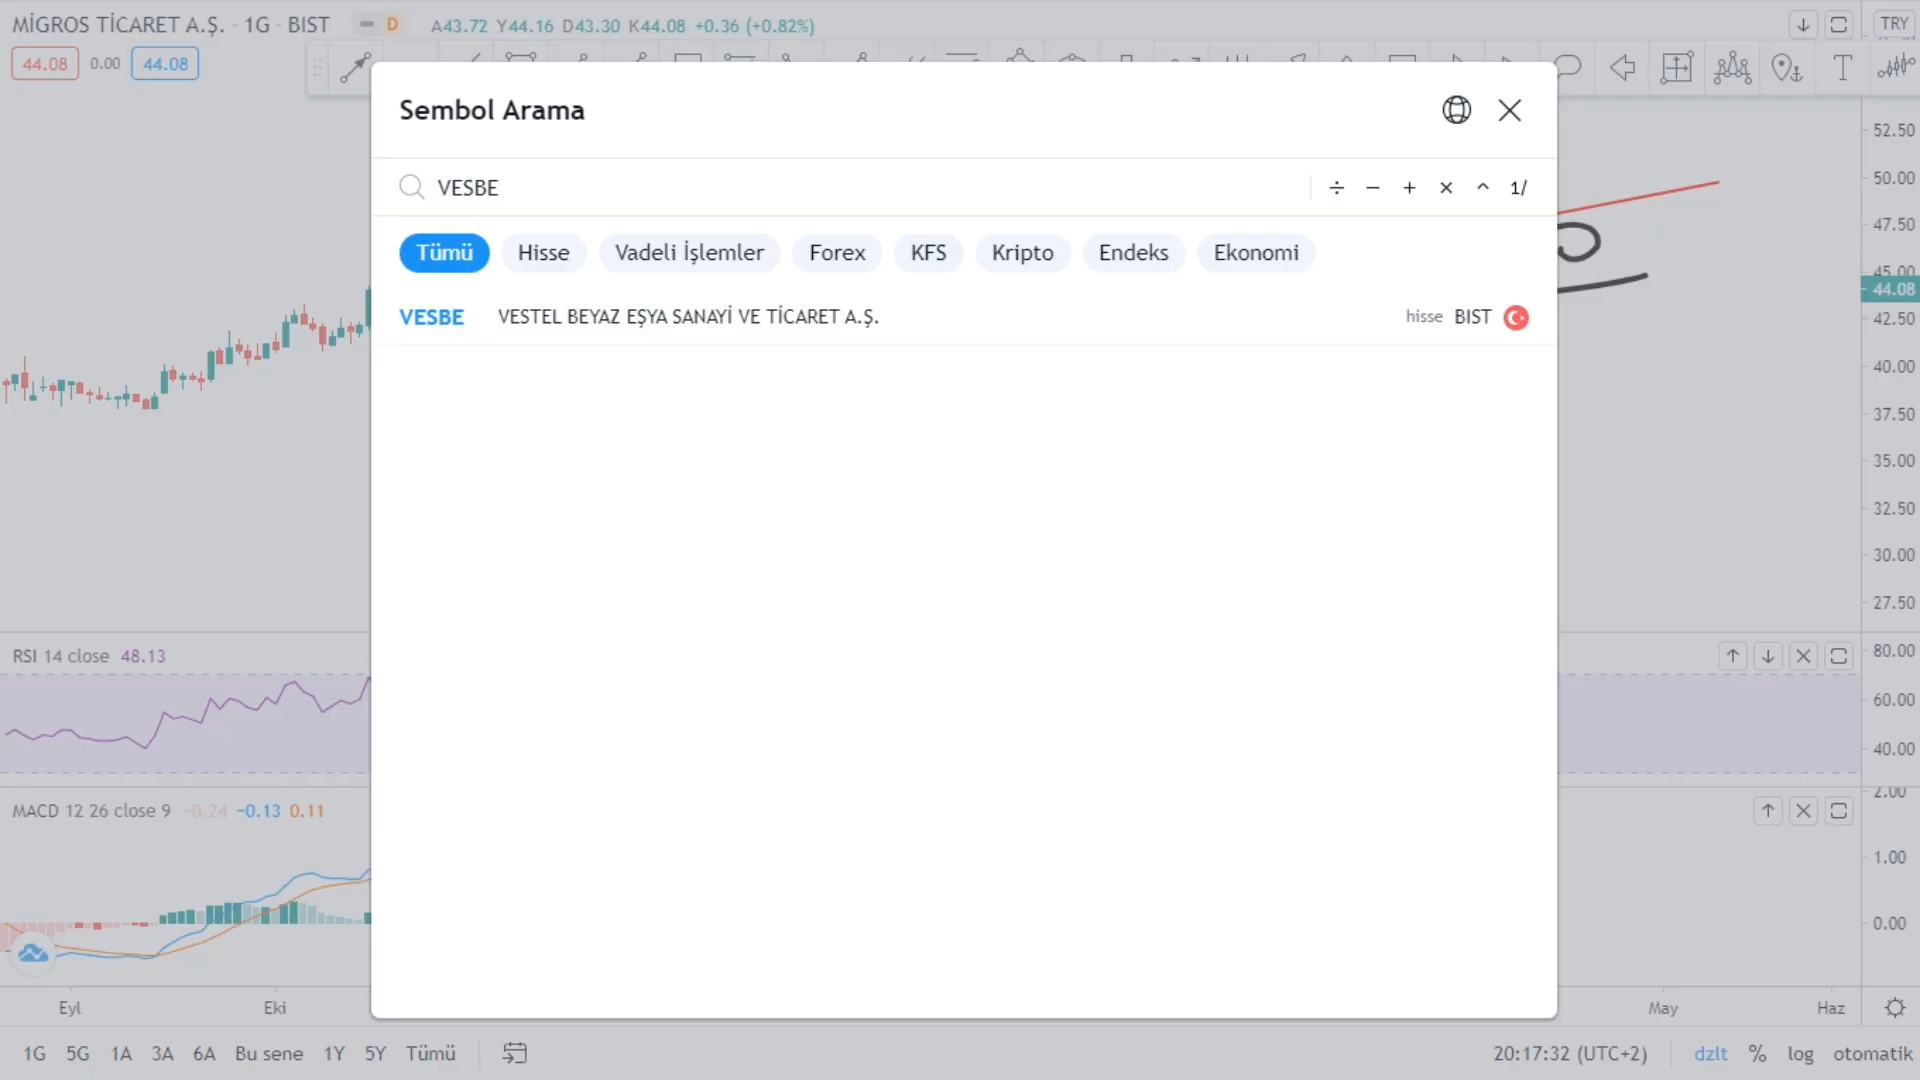 MİGROS TİCARET A.Ş. · 1G · BIST D A43.72 Y44.16 D43.30 K44.08 +0.36 (+0.82%) TRY
44.08 0.00 44.08 T
Sembol Arama
VESBE ÷ − + × ^ 1/
Tümü Hisse Vadeli İşlemler Forex KFS Kripto Endeks Ekonomi
VESBE VESTEL BEYAZ EŞYA SANAYİ VE TİCARET A.Ş. hisse BIST
52.50
50.00
47.50
45.00
44.08
42.50
40.00
37.50
35.00
32.50
30.00
27.50
RSI 14 close 48.13
80.00
60.00
40.00
MACD 12 26 close 9 −0.24 −0.13 0.11
2.00
1.00
0.00
Eyl Eki May Haz
1G 5G 1A 3A 6A Bu sene 1Y 5Y Tümü 20:17:32 (UTC+2) dzlt % log otomatik